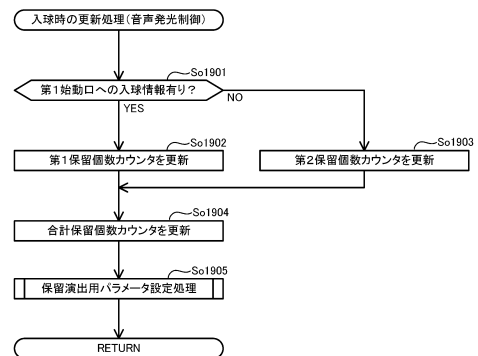 入球時の更新処理（音声発光制御）
So1901
第１始動口への入球情報有り？
NO
YES
So1902
第１保留個数カウンタを更新
So1903
第２保留個数カウンタを更新
So1904
合計保留個数カウンタを更新
So1905
保留演出用パラメータ設定処理
RETURN